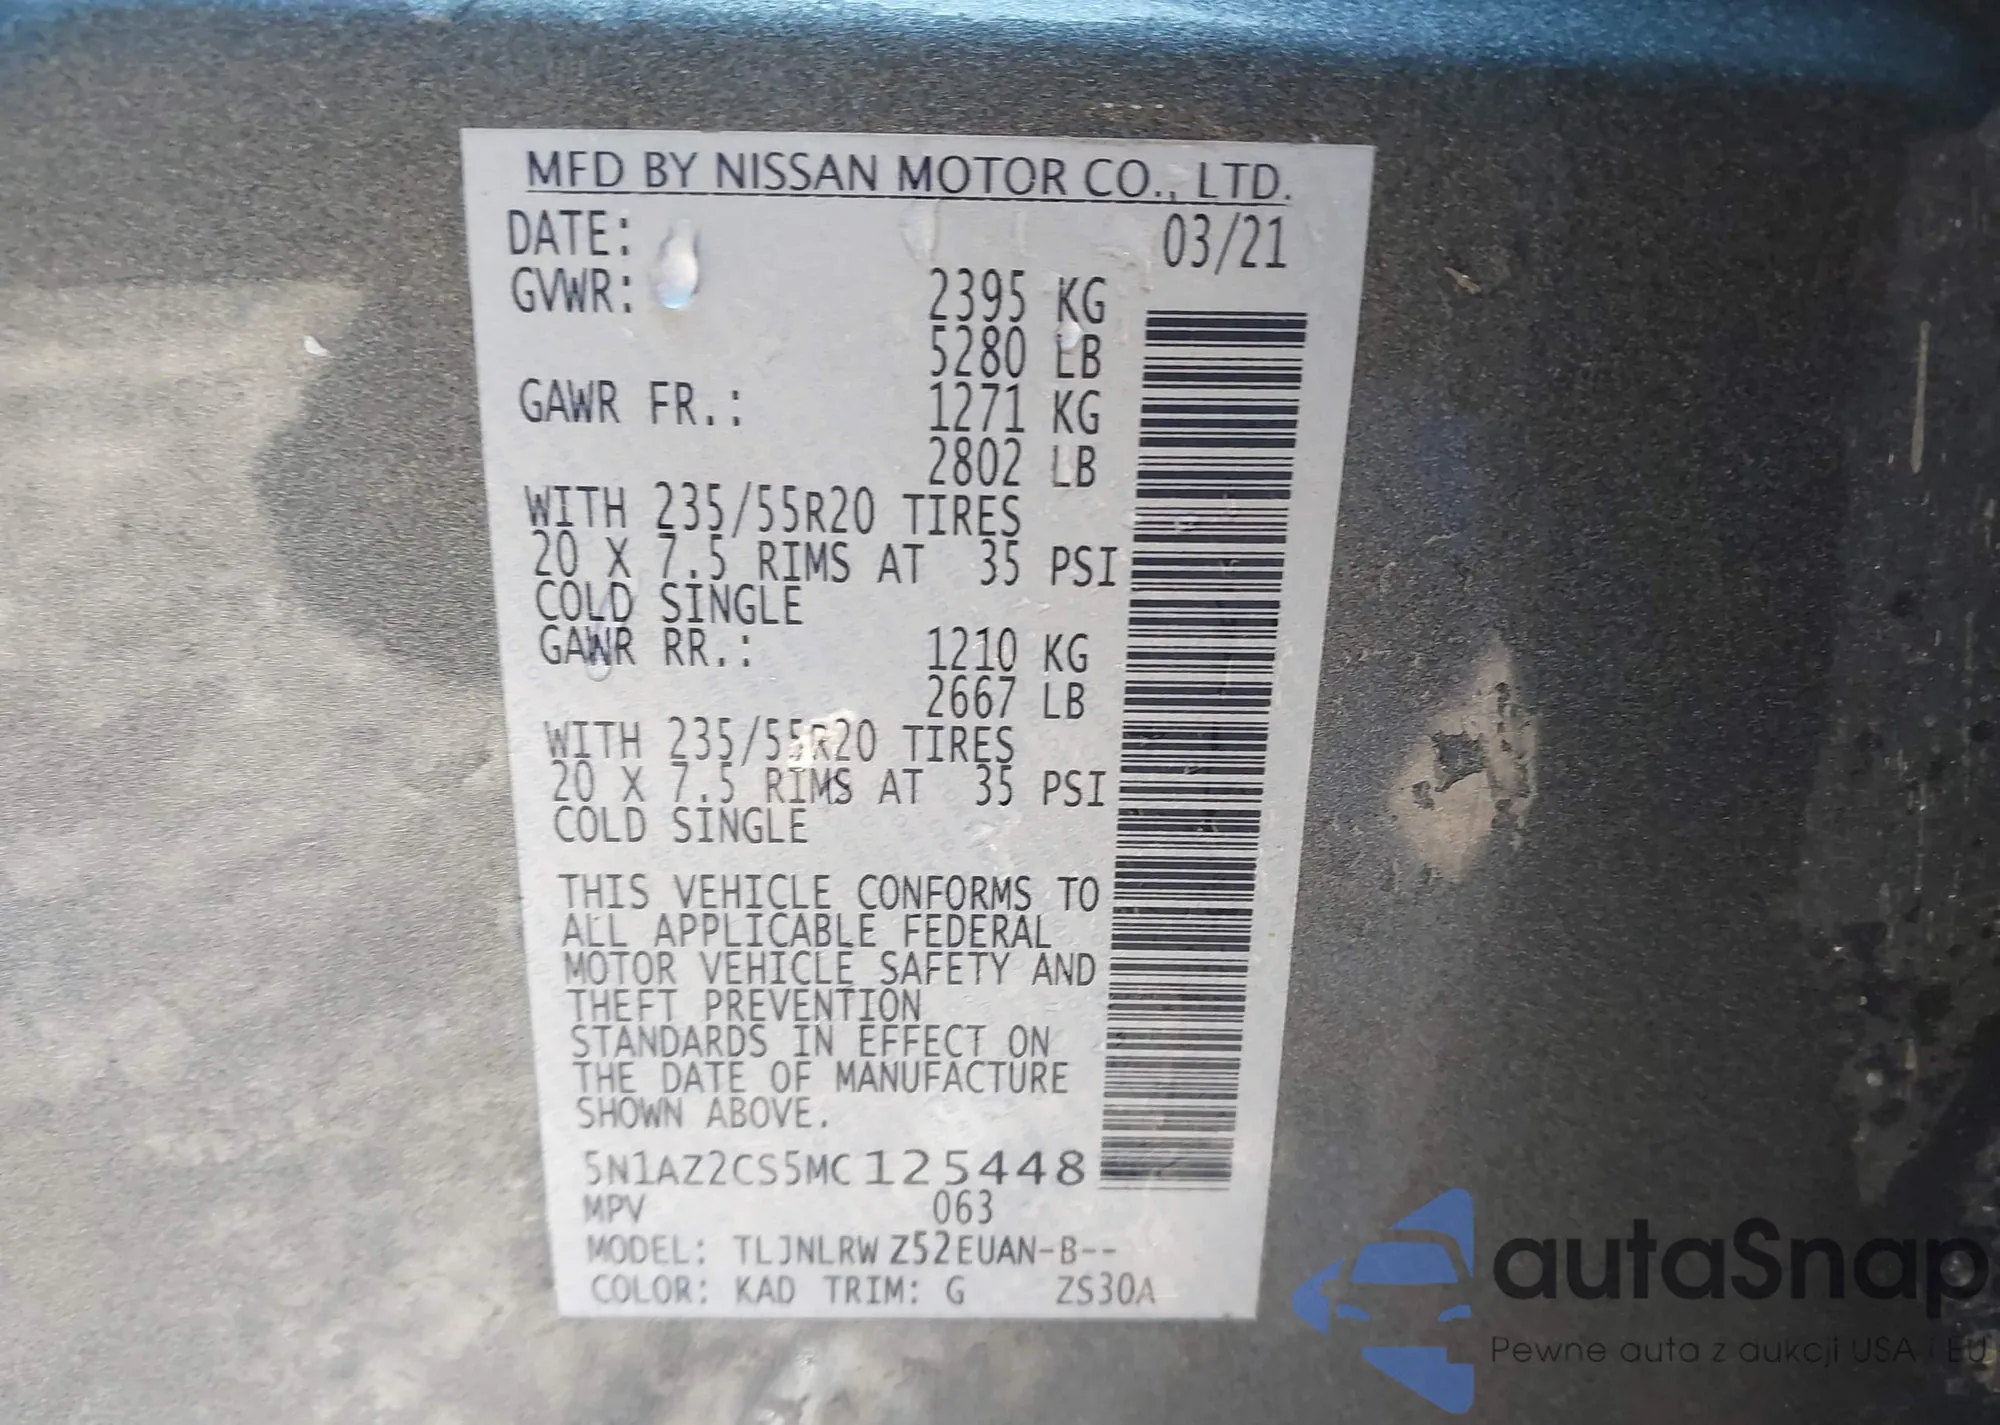 MFD BY NISSAN MOTOR CO., LTD.
DATE: 03/21
GVWR: 2395 KG
5280 LB
GAWR FR.: 1271 KG
2802 LB
WITH 235/55R20 TIRES
20 X 7.5 RIMS AT 35 PSI
COLD SINGLE
GAWR RR.: 1210 KG
2667 LB
WITH 235/55R20 TIRES
20 X 7.5 RIMS AT 35 PSI
COLD SINGLE
THIS VEHICLE CONFORMS TO
ALL APPLICABLE FEDERAL
MOTOR VEHICLE SAFETY AND
THEFT PREVENTION
STANDARDS IN EFFECT ON
THE DATE OF MANUFACTURE
SHOWN ABOVE.
5N1AZ2CS5MC125448
MPV 063
MODEL: TLJNLRW Z52EUAN-B--
COLOR: KAD TRIM: G ZS30A
autaSnap
Pewne auta z aukcji USA i EU